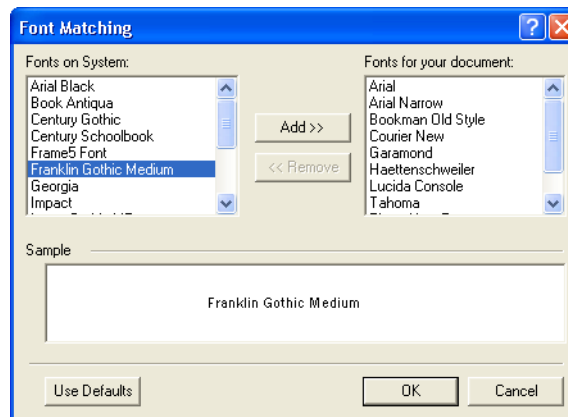 Font Matching
Fonts on System:
Arial Black
Book Antiqua
Century Gothic
Century Schoolbook
Frame5 Font
Franklin Gothic Medium
Georgia
Impact
Add >>
<< Remove
Fonts for your document:
Arial
Arial Narrow
Bookman Old Style
Courier New
Garamond
Haettenschweiler
Lucida Console
Tahoma
Sample
Franklin Gothic Medium
Use Defaults
OK
Cancel